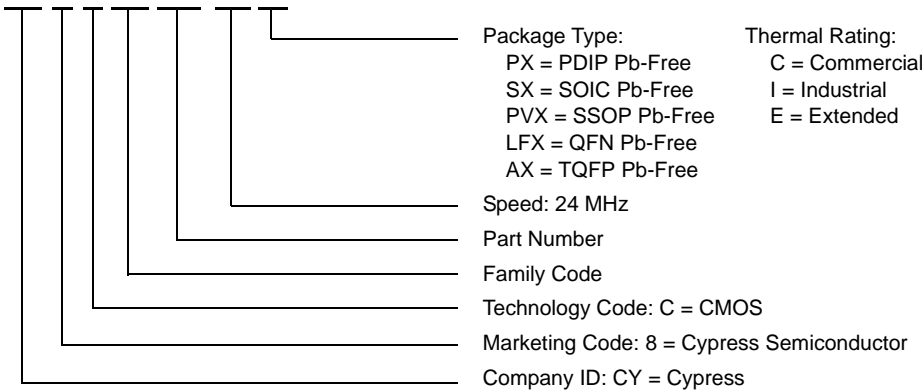 Package Type: Thermal Rating:
PX = PDIP Pb-Free C = Commercial
SX = SOIC Pb-Free I = Industrial
PVX = SSOP Pb-Free E = Extended
LFX = QFN Pb-Free
AX = TQFP Pb-Free
Speed: 24 MHz
Part Number
Family Code
Technology Code: C = CMOS
Marketing Code: 8 = Cypress Semiconductor
Company ID: CY = Cypress